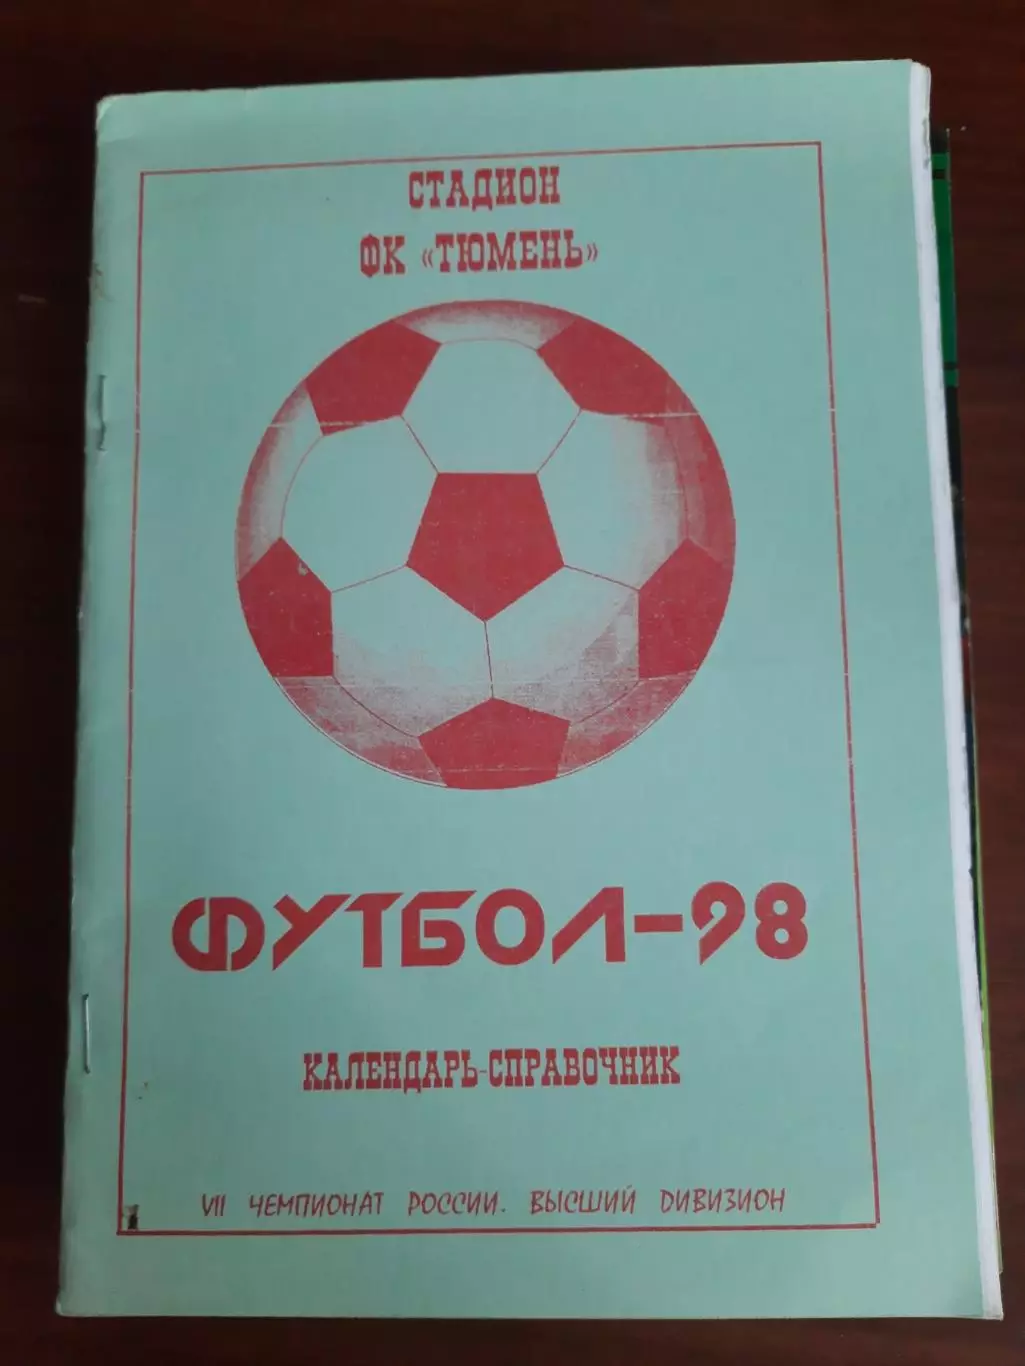 СТАДИОН
ФК «ТЮМЕНЬ»
ФУТБОЛ-98
КАЛЕНДАРЬ-СПРАВОЧНИК
VII ЧЕМПИОНАТ РОССИИ. ВЫСШИЙ ДИВИЗИОН